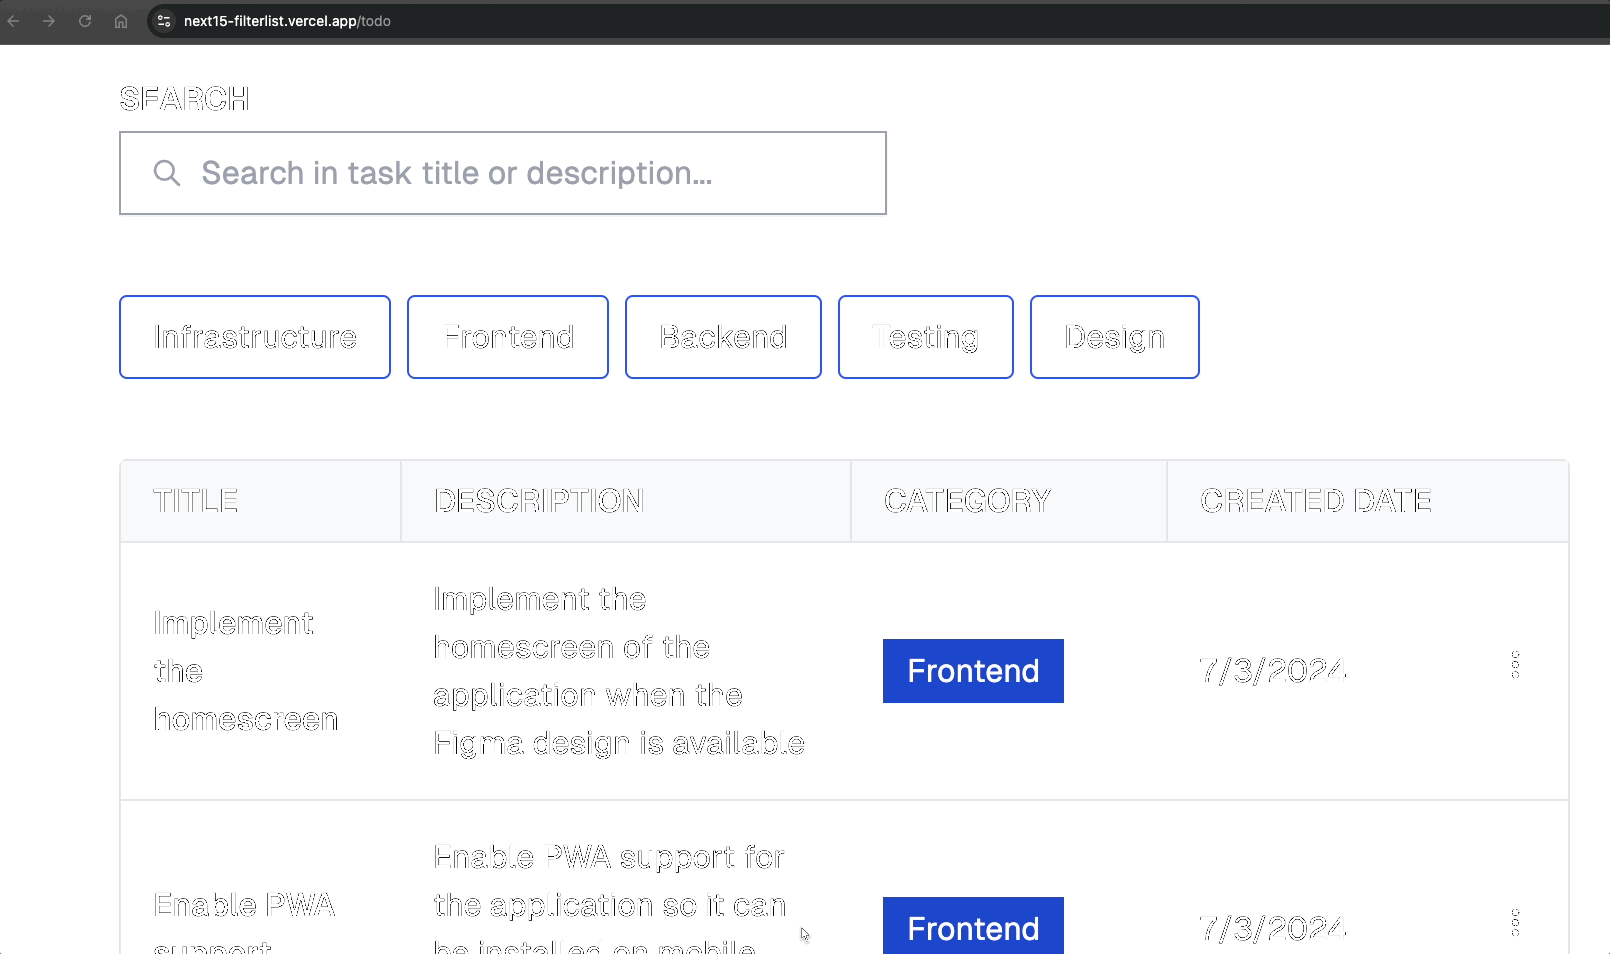 next15-filterlist.vercel.app/todo
SEARCH
Search in task title or description...
Infrastructure Frontend Backend Testing Design
TITLE DESCRIPTION CATEGORY CREATED DATE
Implement the homescreen
Implement the
homescreen of the
application when the
Figma design is available
Frontend
7/3/2024
Enable PWA
support
Enable PWA support for
the application so it can
be installed on mobile
Frontend
7/3/2024